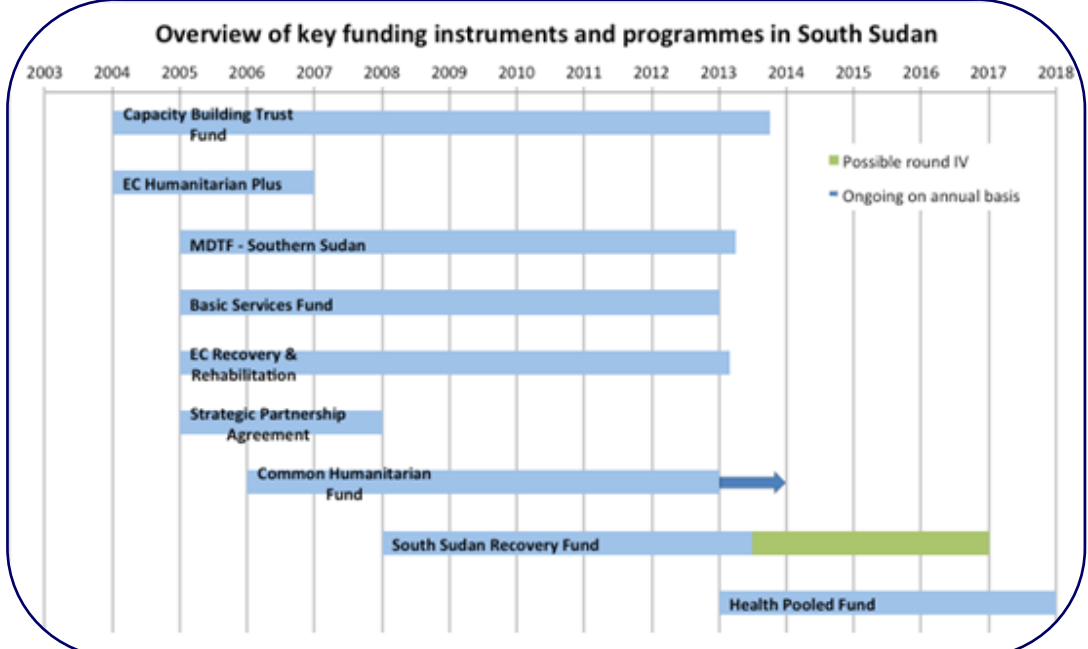 Overview of key funding instruments and programmes in South Sudan
2003 2004 2005 2006 2007 2008 2009 2010 2011 2012 2013 2014 2015 2016 2017 2018
Capacity Building Trust
Fund
Possible round IV
EC Humanitarian Plus
Ongoing on annual basis
MDTF - Southern Sudan
Basic Services Fund
EC Recovery &
Rehabilitation
Strategic Partnership
Agreement
Common Humanitarian
Fund
South Sudan Recovery Fund
Health Pooled Fund